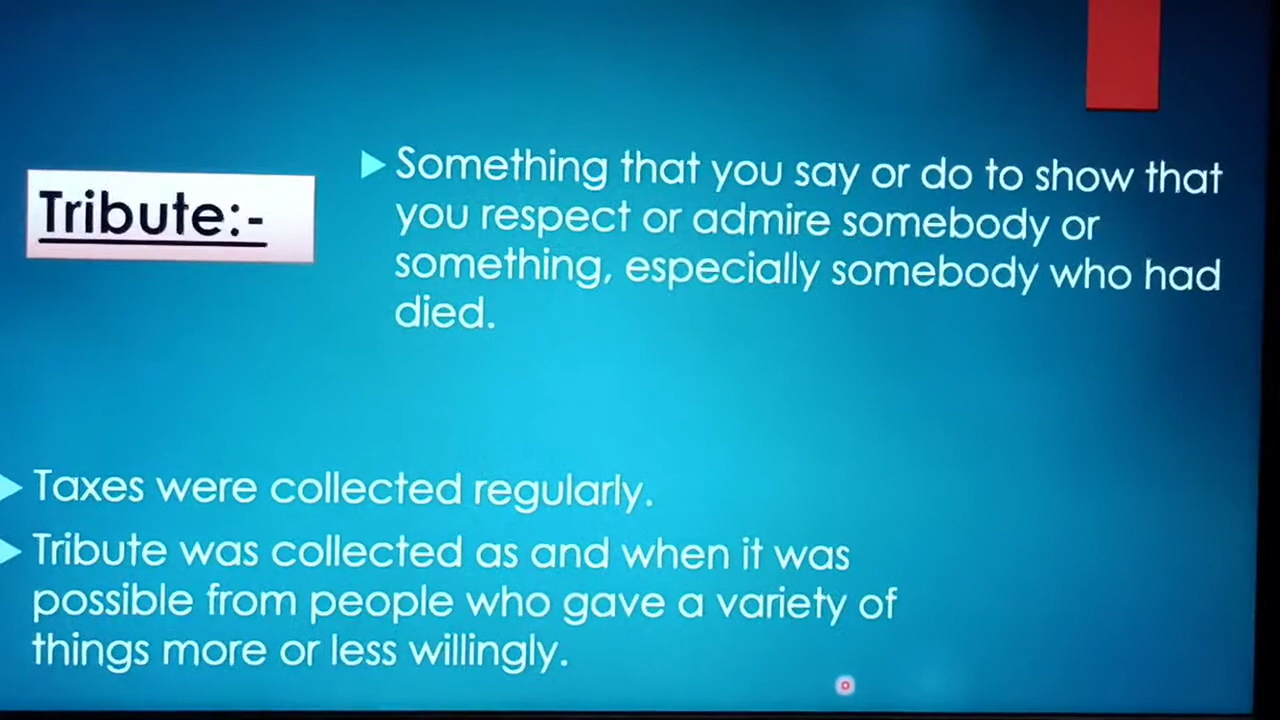 Tribute:-
Something that you say or do to show that
you respect or admire somebody or
something, especially somebody who had
died.
Taxes were collected regularly.
Tribute was collected as and when it was
possible from people who gave a variety of
things more or less willingly.